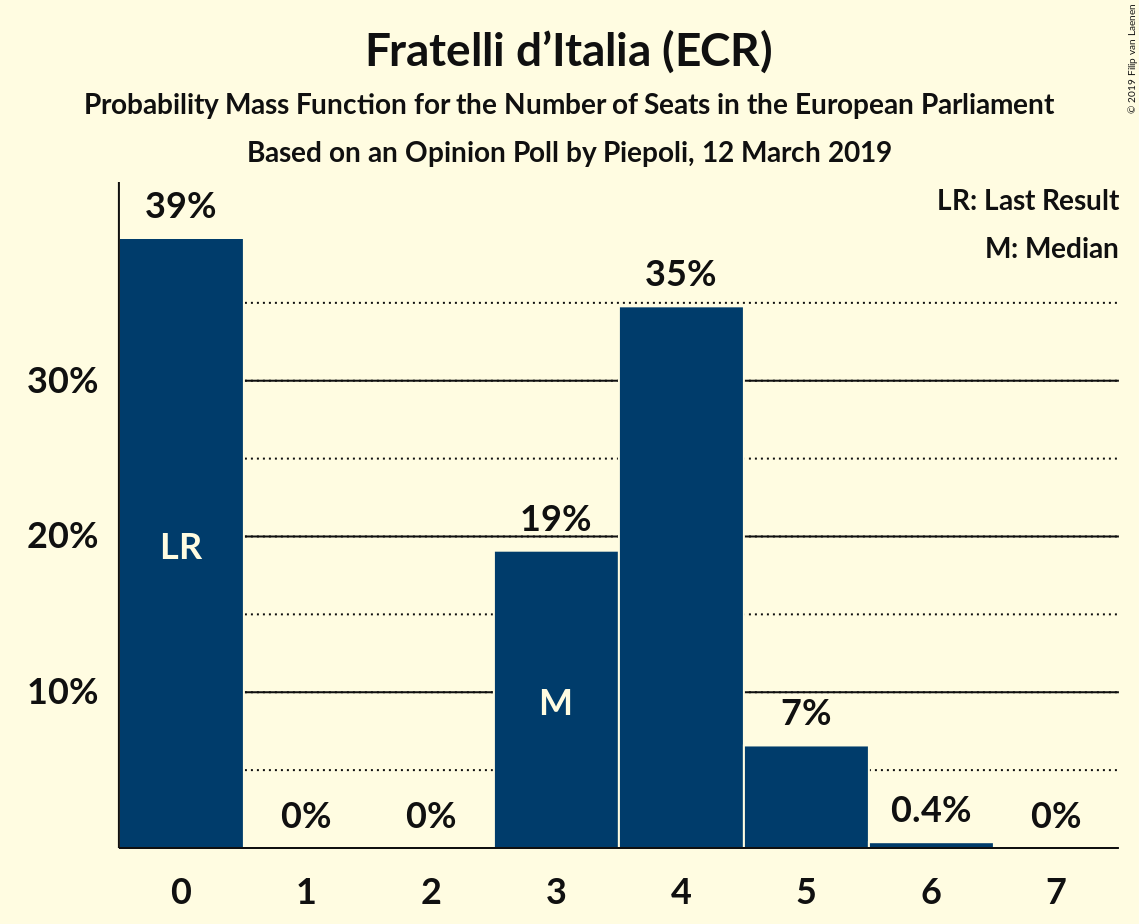 Fratelli d’Italia (ECR)
Probability Mass Function for the Number of Seats in the European Parliament
Based on an Opinion Poll by Piepoli, 12 March 2019
© 2019 Filip van Laenen
LR: Last Result
M: Median
39%
35%
30%
19%
20%
LR
10%
M
7%
0%
0%
0.4%
0%
0 1 2 3 4 5 6 7